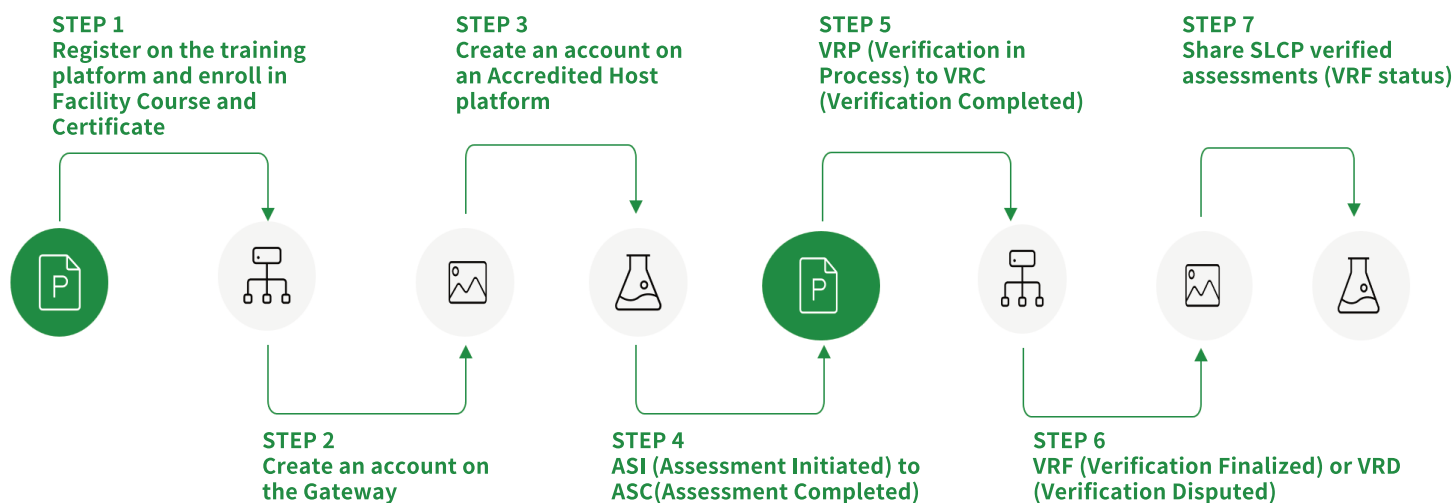 STEP 1
Register on the training
platform and enroll in
Facility Course and
Certificate
STEP 2
Create an account on
the Gateway
STEP 3
Create an account on
an Accredited Host
platform
STEP 4
ASI (Assessment Initiated) to
ASC(Assessment Completed)
STEP 5
VRP (Verification in
Process) to VRC
(Verification Completed)
STEP 6
VRF (Verification Finalized) or VRD
(Verification Disputed)
STEP 7
Share SLCP verified
assessments (VRF status)
P
P